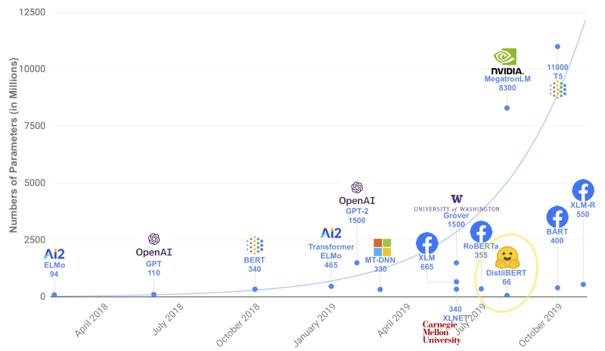 Numbers of Parameters (in Millions)
12500
10000
7500
5000
2500
0
Ai2
ELMo
94
OpenAI
GPT
110
BERT
340
Ai2
Transformer
ELMo
465
OpenAI
GPT-2
1500
MT-DNN
330
XLM
665
UNIVERSITY of WASHINGTON
Grover
1500
340
XLNET
Carnegie
Mellon
University
RoBERTa
355
NVIDIA.
MegatronLM
8300
DistilBERT
66
11000
T5
BART
400
XLM-R
550
April 2018
July 2018
October 2018
January 2019
April 2019
July 2019
October 2019